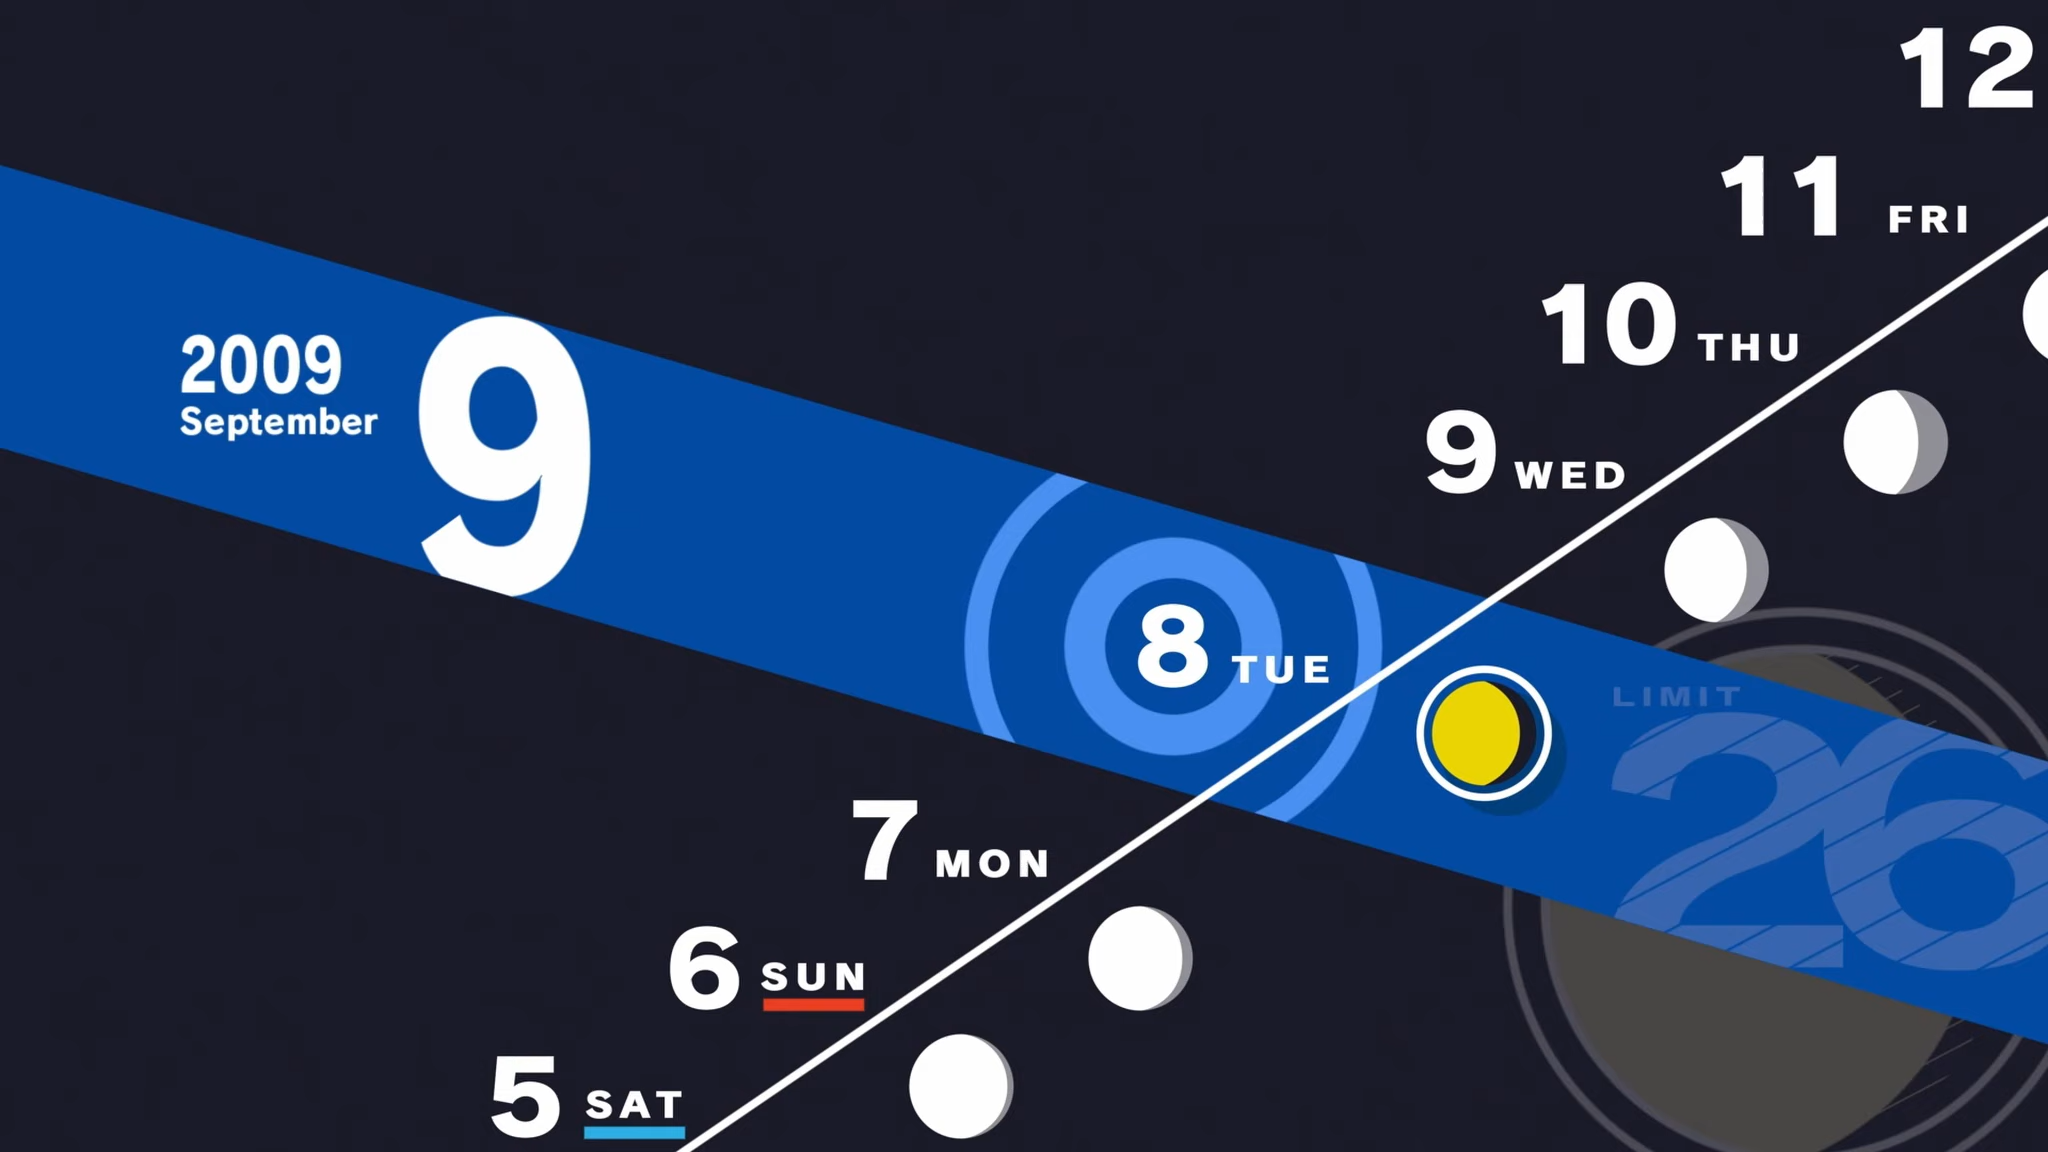 12
11 FRI
10 THU
2009
September
9
9 WED
8 TUE
LIMIT
26
7 MON
6 SUN
5 SAT